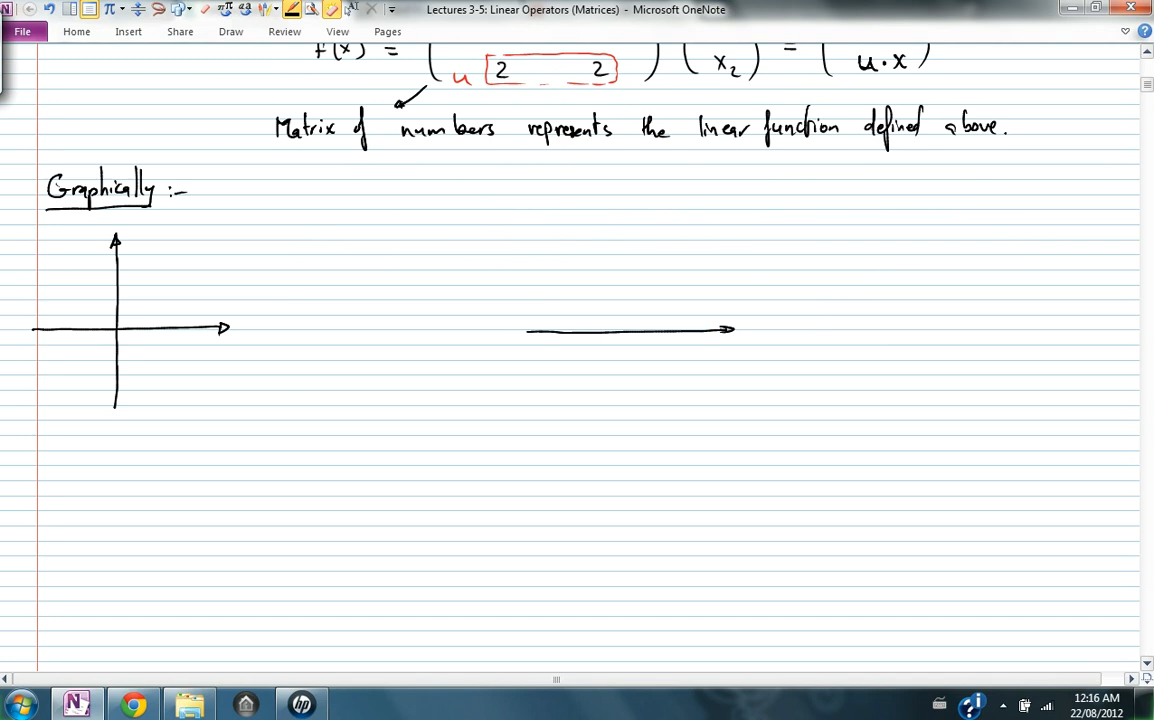 Lectures 3-5: Linear Operators (Matrices) - Microsoft OneNote
File Home Insert Share Draw Review View Pages
f(x) = ( u 2 2 ) ( x2 ) = ( u·x )
Matrix of numbers represents the linear function defined above.
Graphically :-
12:16 AM
22/08/2012